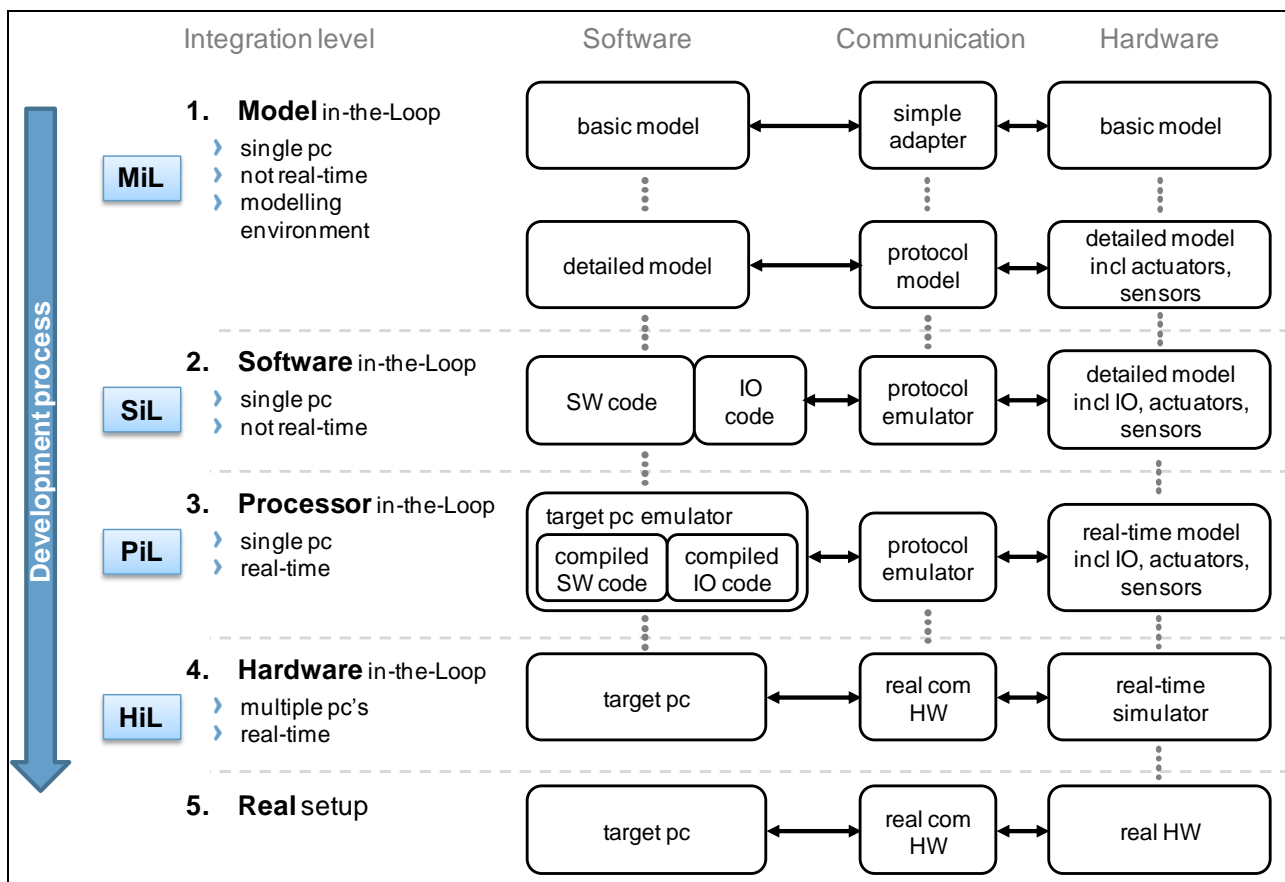 Integration level
Software
Communication
Hardware
Development process
1. Model in-the-Loop
MiL
single pc
not real-time
modelling
environment
basic model
simple
adapter
basic model
detailed model
protocol
model
detailed model
incl actuators,
sensors
2. Software in-the-Loop
SiL
single pc
not real-time
SW code
IO
code
protocol
emulator
detailed model
incl IO, actuators,
sensors
3. Processor in-the-Loop
PiL
single pc
real-time
target pc emulator
compiled
SW code
compiled
IO code
protocol
emulator
real-time model
incl IO, actuators,
sensors
4. Hardware in-the-Loop
HiL
multiple pc's
real-time
target pc
real com
HW
real-time
simulator
5. Real setup
target pc
real com
HW
real HW